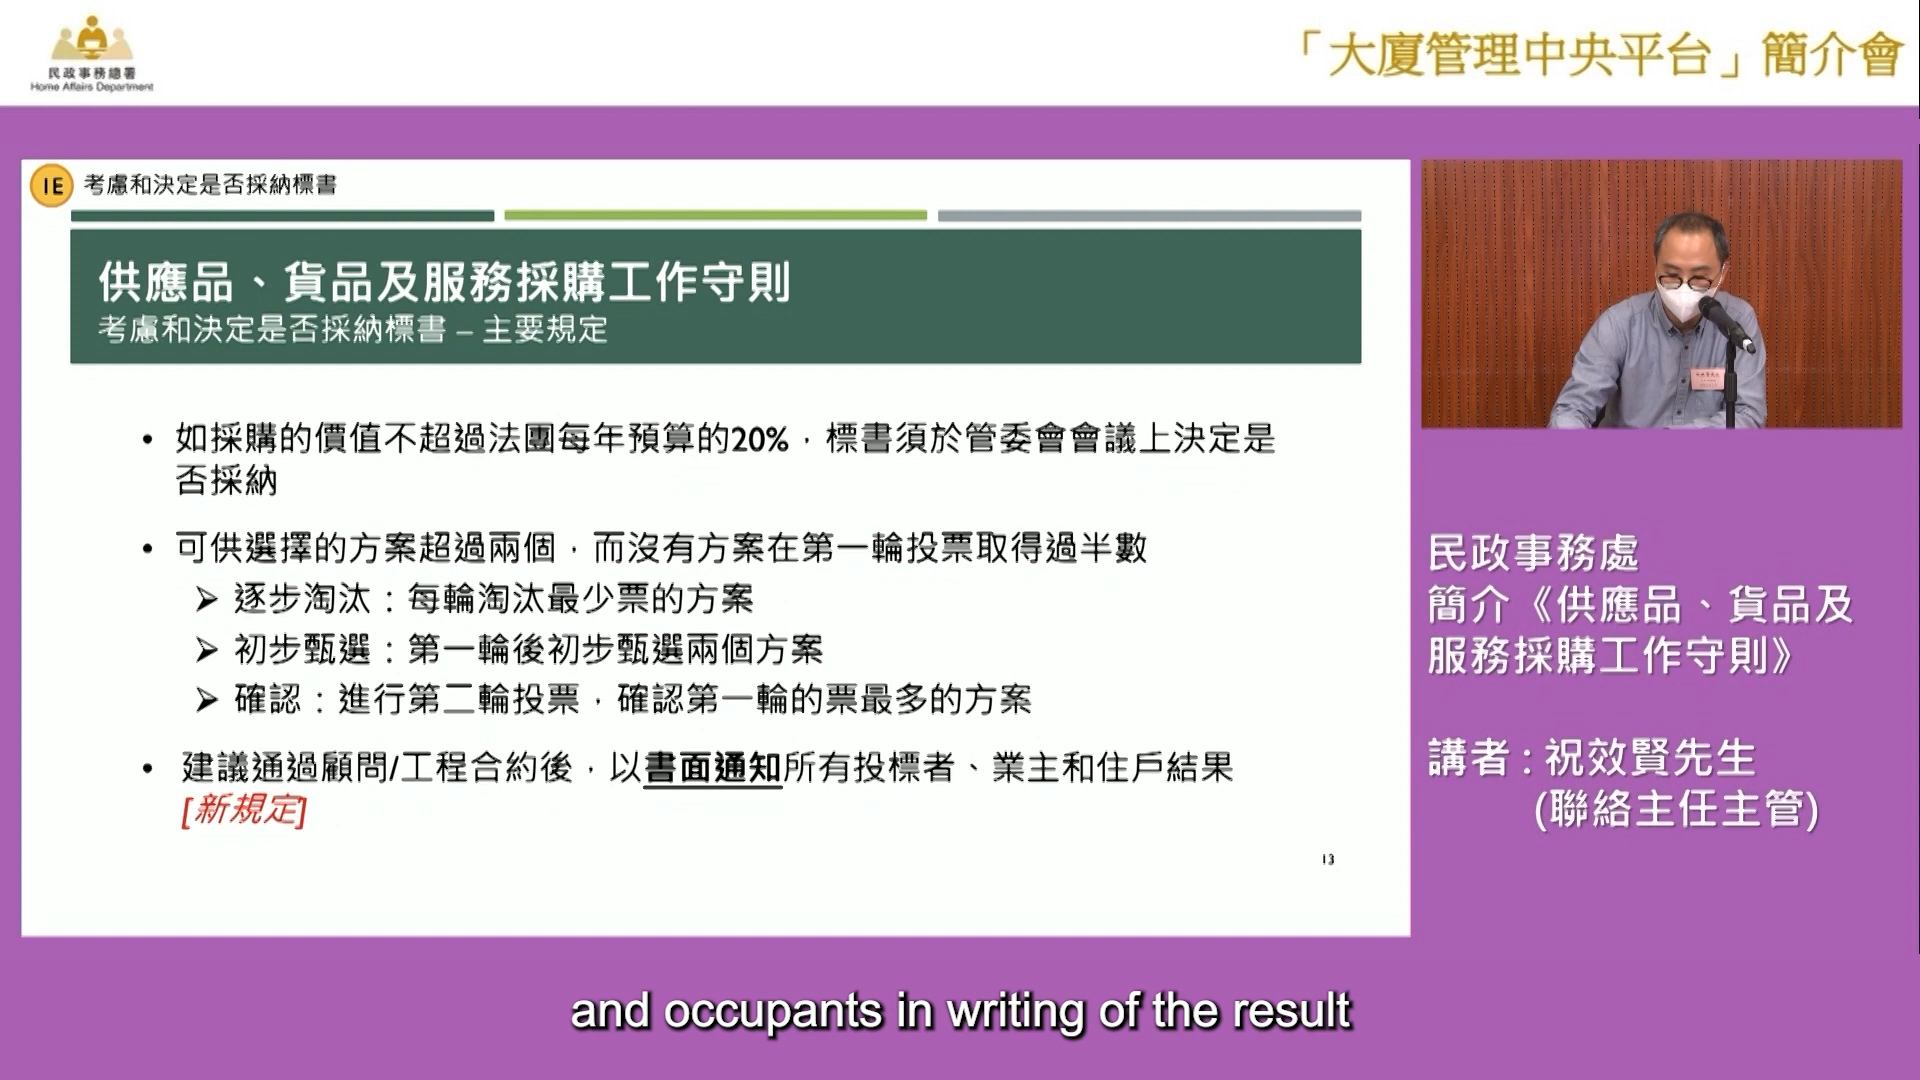 民政事務總署
Home Affairs Department
「大廈管理中央平台」簡介會
IE 考慮和決定是否採納標書
供應品、貨品及服務採購工作守則
考慮和決定是否採納標書 – 主要規定
• 如採購的價值不超過法團每年預算的20%，標書須於管委會會議上決定是
否採納
• 可供選擇的方案超過兩個，而沒有方案在第一輪投票取得過半數
➢ 逐步淘汰：每輪淘汰最少票的方案
➢ 初步甄選：第一輪後初步甄選兩個方案
➢ 確認：進行第二輪投票，確認第一輪的票最多的方案
• 建議通過顧問/工程合約後，以書面通知所有投標者、業主和住戶結果
[新規定]
13
民政事務處
簡介《供應品、貨品及
服務採購工作守則》
講者 : 祝效賢先生
(聯絡主任主管)
and occupants in writing of the result